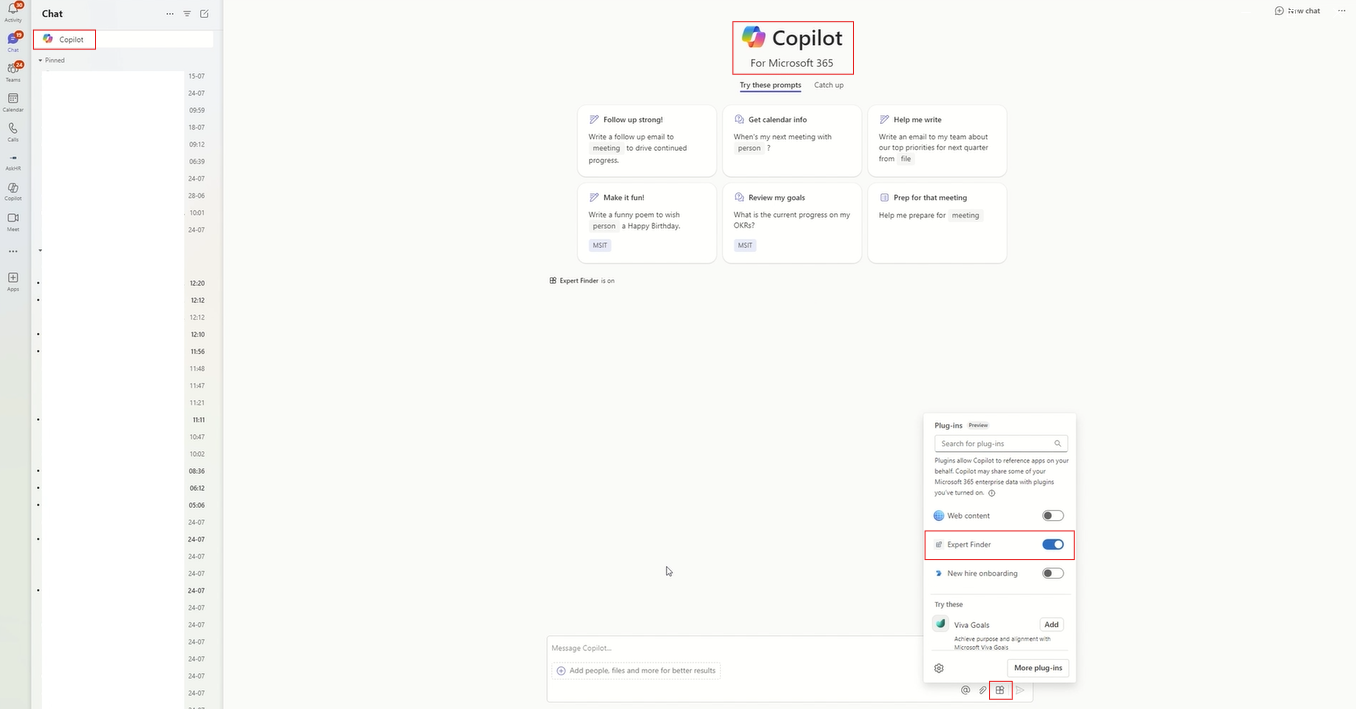 30
Activity
19
Chat
24
Teams
Calendar
Calls
AskHR
Copilot
Meet
Apps
Chat
Copilot
Pinned
15-07
24-07
09:59
18-07
09:12
06:39
24-07
28-06
10:01
24-07
12:20
12:12
12:12
12:10
11:56
11:48
11:47
11:21
11:11
10:47
10:02
08:36
06:12
05:06
24-07
24-07
24-07
24-07
24-07
24-07
24-07
24-07
24-07
24-07
24-07
New chat
Copilot
For Microsoft 365
Try these prompts Catch up
Follow up strong!
Write a follow up email to
meeting to drive continued
progress.
Get calendar info
When's my next meeting with
person ?
Help me write
Write an email to my team about
our top priorities for next quarter
from file
Make it fun!
Write a funny poem to wish
person a Happy Birthday.
MSIT
Review my goals
What is the current progress on my
OKRs?
MSIT
Prep for that meeting
Help me prepare for meeting
Expert Finder is on
Plug-ins Preview
Search for plug-ins
Plugins allow Copilot to reference apps on your
behalf. Copilot may share some of your
Microsoft 365 enterprise data with plugins
you've turned on.
Web content
Expert Finder
New hire onboarding
Try these
Viva Goals
Add
Achieve purpose and alignment with
Microsoft Viva Goals
More plug-ins
Message Copilot...
Add people, files and more for better results